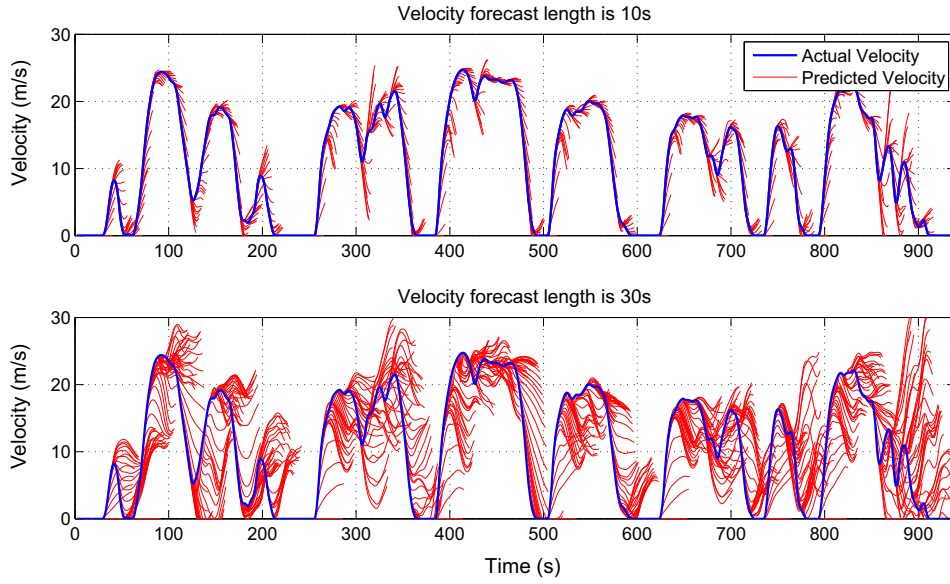 Velocity forecast length is 10s
Velocity (m/s)
30
20
10
0
Actual Velocity
Predicted Velocity
0 100 200 300 400 500 600 700 800 900
Velocity forecast length is 30s
Velocity (m/s)
30
20
10
0
0 100 200 300 400 500 600 700 800 900
Time (s)